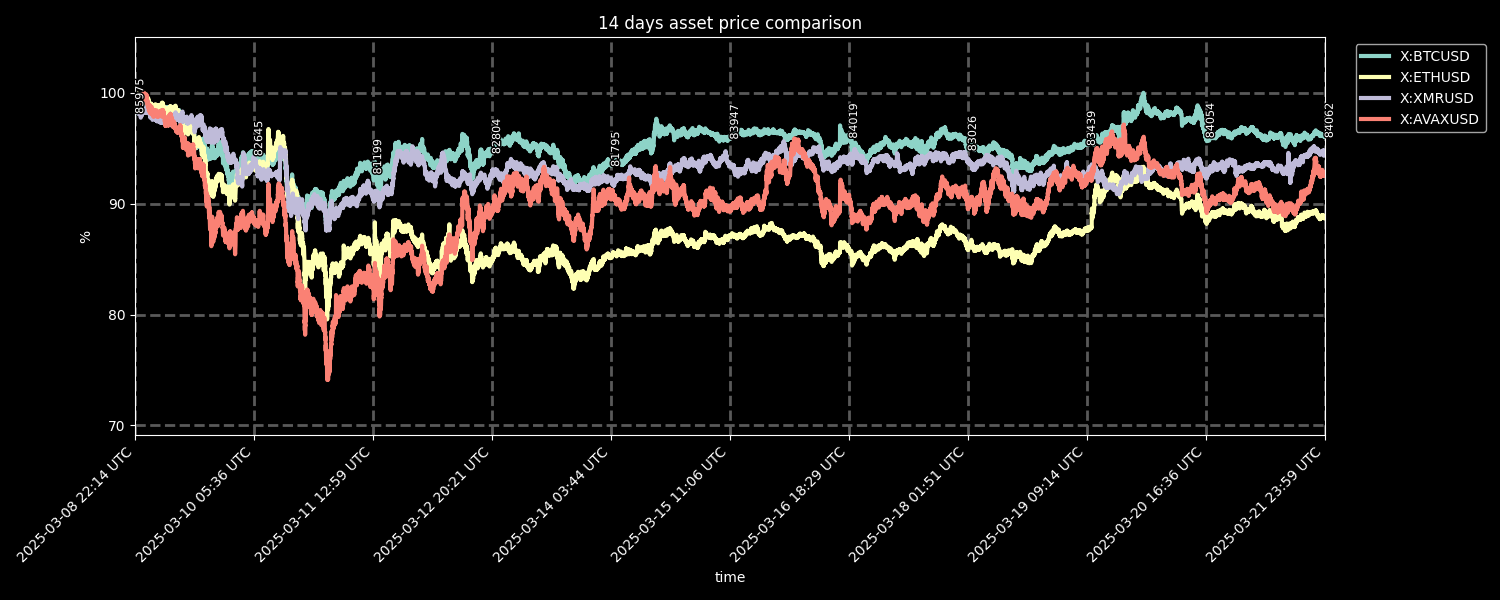 14 days asset price comparison
X:BTCUSD
X:ETHUSD
X:XMRUSD
X:AVAXUSD
100
90
80
70
%
85975
82645
82199
82804
81795
83947
84019
83026
83439
84054
84062
2025-03-08 22:14 UTC
2025-03-10 05:36 UTC
2025-03-11 12:59 UTC
2025-03-12 20:21 UTC
2025-03-14 03:44 UTC
2025-03-15 11:06 UTC
2025-03-16 18:29 UTC
2025-03-18 01:51 UTC
2025-03-19 09:14 UTC
2025-03-20 16:36 UTC
2025-03-21 23:59 UTC
time